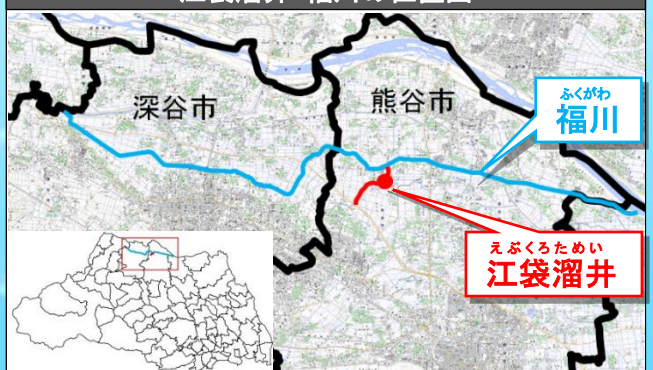 深谷市
熊谷市
ふくがわ
福川
えぶくろためい
江袋溜井